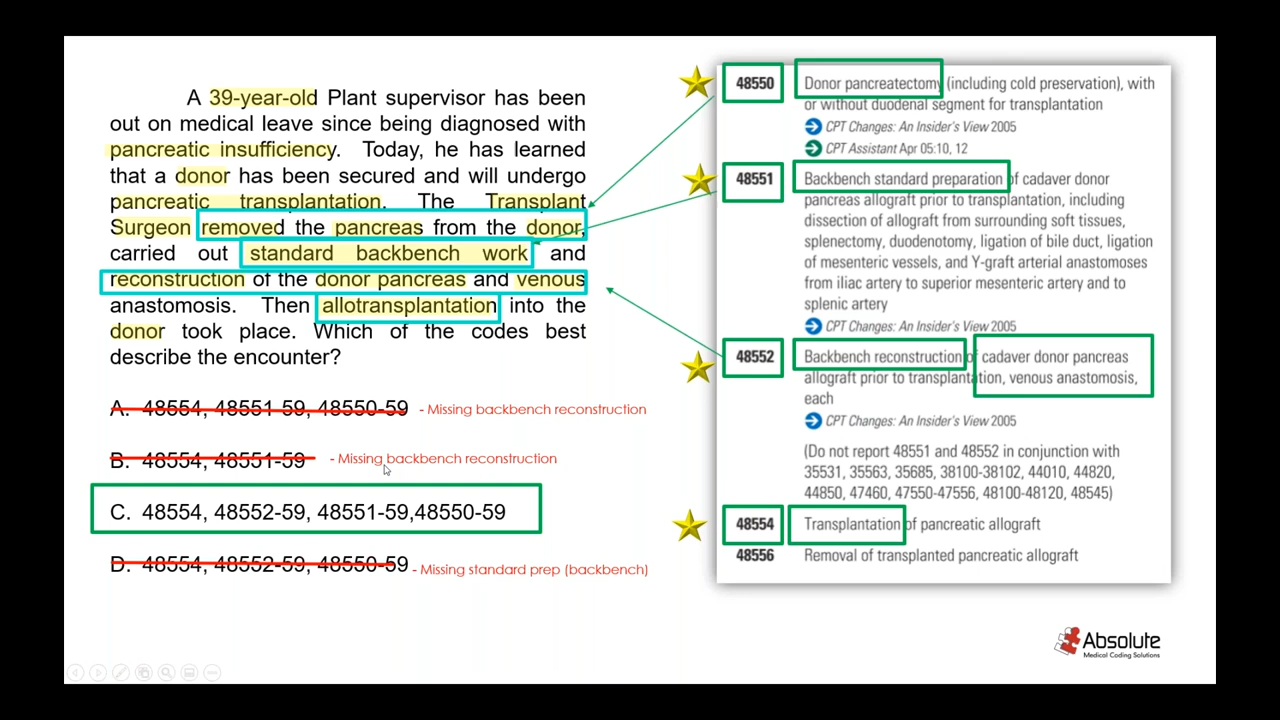 A 39-year-old Plant supervisor has been
out on medical leave since being diagnosed with
pancreatic insufficiency. Today, he has learned
that a donor has been secured and will undergo
pancreatic transplantation. The Transplant
Surgeon removed the pancreas from the donor,
carried out standard backbench work and
reconstruction of the donor pancreas and venous
anastomosis. Then allotransplantation into the
donor took place. Which of the codes best
describe the encounter?
A. 48554, 48551-59, 48550-59 - Missing backbench reconstruction
B. 48554, 48551-59 - Missing backbench reconstruction
C. 48554, 48552-59, 48551-59,48550-59
D. 48554, 48552-59, 48550-59 - Missing standard prep (backbench)
48550 Donor pancreatectomy (including cold preservation), with
or without duodenal segment for transplantation
CPT Changes: An Insider's View 2005
CPT Assistant Apr 05:10, 12
48551 Backbench standard preparation of cadaver donor
pancreas allograft prior to transplantation, including
dissection of allograft from surrounding soft tissues,
splenectomy, duodenotomy, ligation of bile duct, ligation
of mesenteric vessels, and Y-graft arterial anastomoses
from iliac artery to superior mesenteric artery and to
splenic artery
CPT Changes: An Insider's View 2005
48552 Backbench reconstruction of cadaver donor pancreas
allograft prior to transplantation, venous anastomosis,
each
CPT Changes: An Insider's View 2005
(Do not report 48551 and 48552 in conjunction with
35531, 35563, 35685, 38100-38102, 44010, 44820,
44850, 47460, 47550-47556, 48100-48120, 48545)
48554 Transplantation of pancreatic allograft
48556 Removal of transplanted pancreatic allograft
Absolute
Medical Coding Solutions